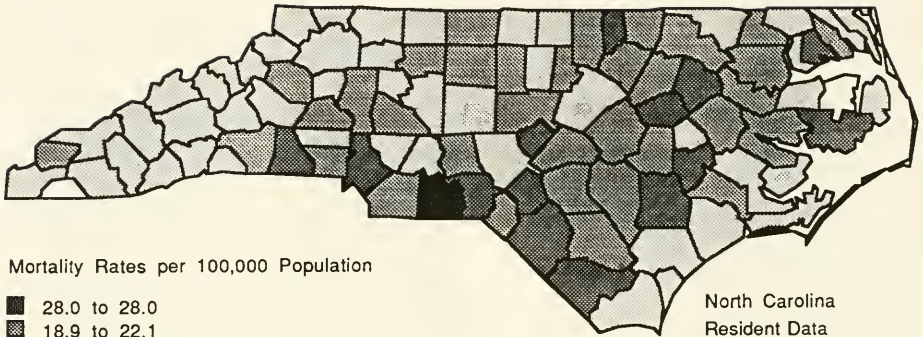 Mortality Rates per 100,000 Population
28.0 to 28.0
18.9 to 22.1
North Carolina
Resident Data